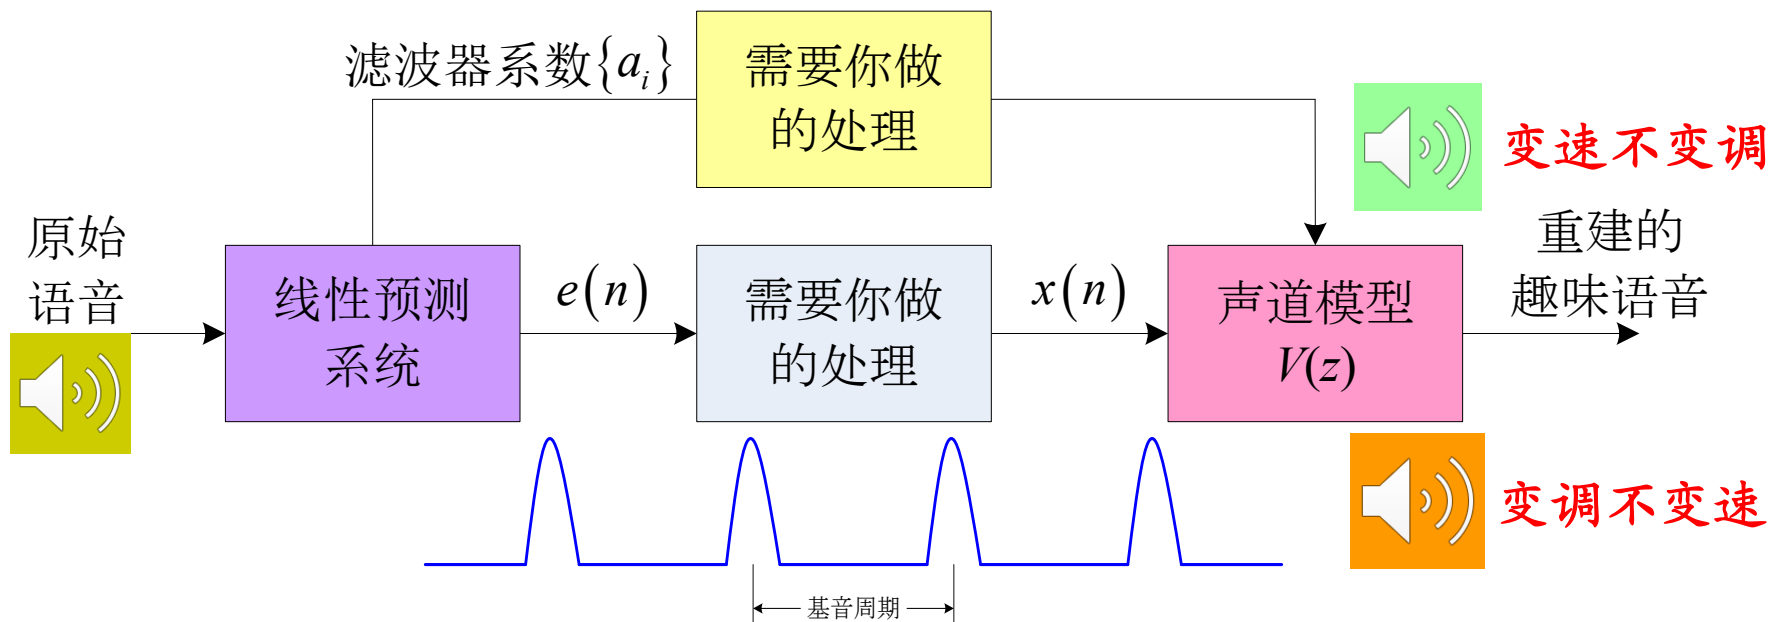 滤波器系数{a_i}
需要你做
的处理
变速不变调
原始
语音
线性预测
系统
e(n)
需要你做
的处理
x(n)
声道模型
V(z)
重建的
趣味语音
变调不变速
基音周期